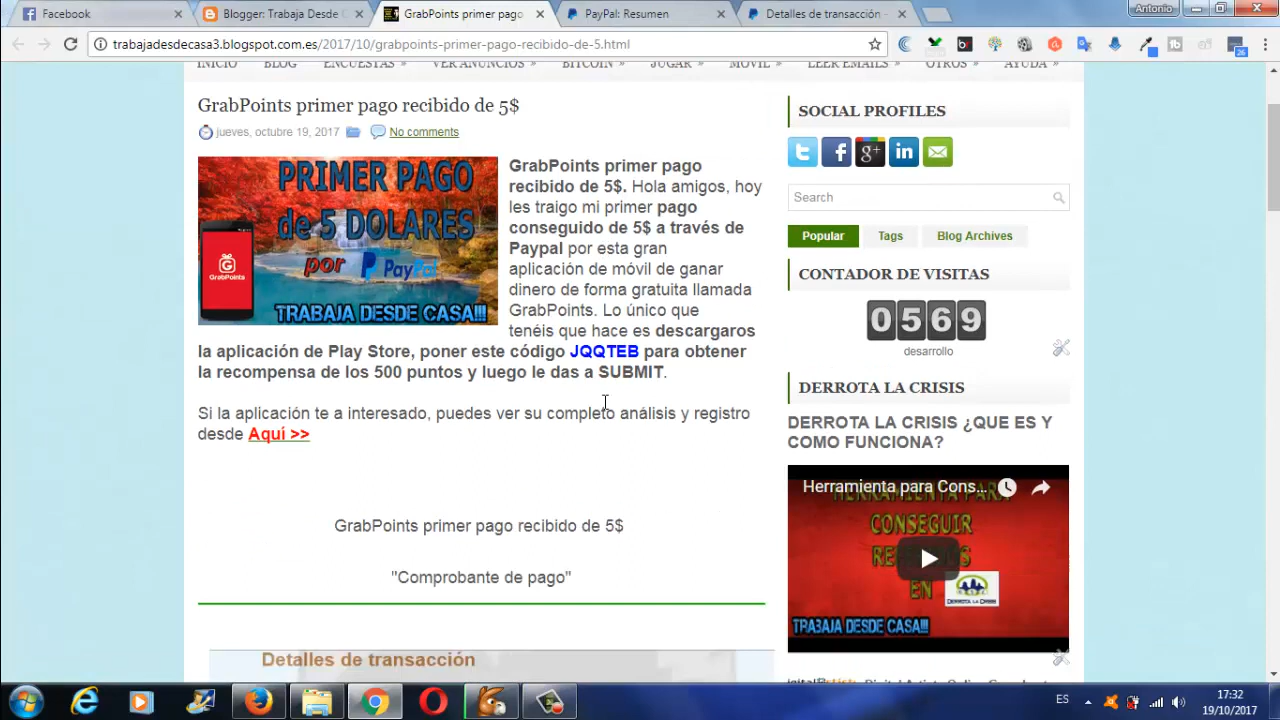 Facebook
Blogger: Trabaja Desde
GrabPoints primer pago
PayPal: Resumen
Detalles de transacción
Antonio
trabajadesdecasa3.blogspot.com.es/2017/10/grabpoints-primer-pago-recibido-de-5.html
26
INICIO BLOG ENCUESTAS » VER ANUNCIOS » BITCOIN » JUGAR » MOVIL » LEER EMAILS » OTROS » AYUDA »
GrabPoints primer pago recibido de 5$
jueves, octubre 19, 2017 No comments
PRIMER PAGO
de 5 DOLARES
por PayPal
GrabPoints
TRABAJA DESDE CASA!!!
GrabPoints primer pago
recibido de 5$. Hola amigos, hoy
les traigo mi primer pago
conseguido de 5$ a través de
Paypal por esta gran
aplicación de móvil de ganar
dinero de forma gratuita llamada
GrabPoints. Lo único que
tenéis que hace es descargaros
la aplicación de Play Store, poner este código JQQTEB para obtener
la recompensa de los 500 puntos y luego le das a SUBMIT.
Si la aplicación te a interesado, puedes ver su completo análisis y registro
desde Aquí >>
GrabPoints primer pago recibido de 5$
"Comprobante de pago"
Detalles de transacción
SOCIAL PROFILES
Search
Popular Tags Blog Archives
CONTADOR DE VISITAS
0569
desarrollo
DERROTA LA CRISIS
DERROTA LA CRISIS ¿QUE ES Y
COMO FUNCIONA?
Herramienta para Cons...
HERRAMIENTA PARA
CONSEGUIR
EN
DERROTA LA CRISIS
TRABAJA DESDE CASA!!!
ES
17:32
19/10/2017